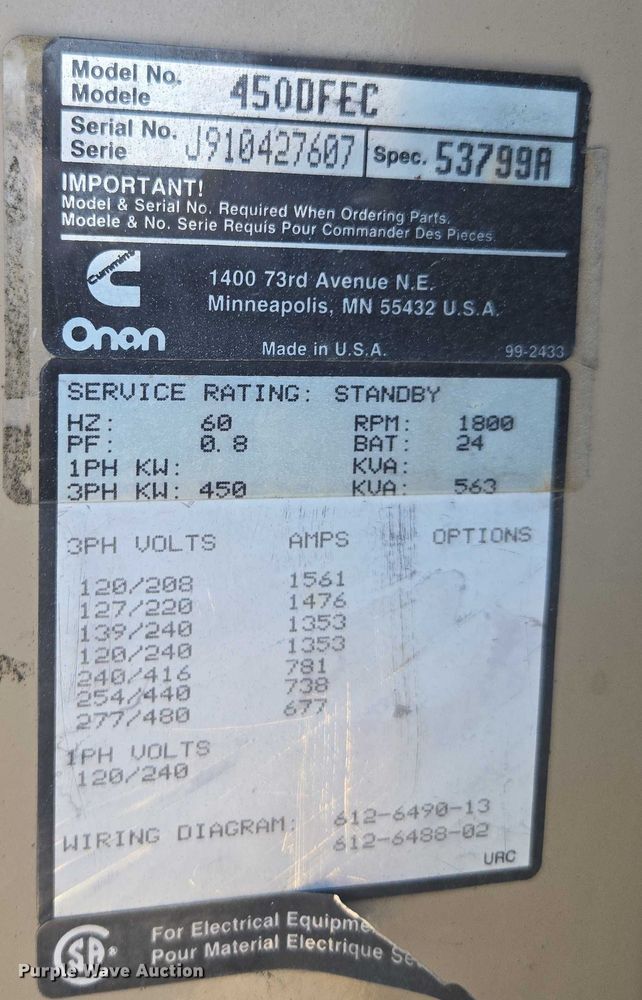 Model No.
Modele
450DFEC
Serial No.
Serie
J910427607
Spec. 53799A
IMPORTANT!
Model & Serial No. Required When Ordering Parts.
Modele & No. Serie Requis Pour Commander Des Pieces.
Cummins
Onan
1400 73rd Avenue N.E.
Minneapolis, MN 55432 U.S.A.
Made in U.S.A.
99-2433
SERVICE RATING: STANDBY
HZ: 60 RPM: 1800
PF: 0.8 BAT: 24
1PH KW: KVA:
3PH KW: 450 KVA: 563
3PH VOLTS AMPS OPTIONS
120/208 1561
127/220 1476
139/240 1353
120/240 1353
240/416 781
254/440 738
277/480 677
1PH VOLTS
120/240
WIRING DIAGRAM: 612-6490-13
612-6488-02
URC
SA®
For Electrical
Pour Material Electrique
Purple Wave Auction